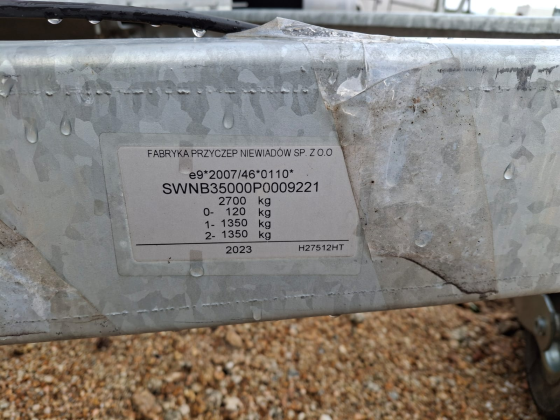 FABRYKA PRZYCZEP NIEWIADÓW SP. Z O.O
e9*2007/46*0110*
SWNB35000P0009221
2700 kg
0- 120 kg
1- 1350 kg
2- 1350 kg
2023 H27512HT